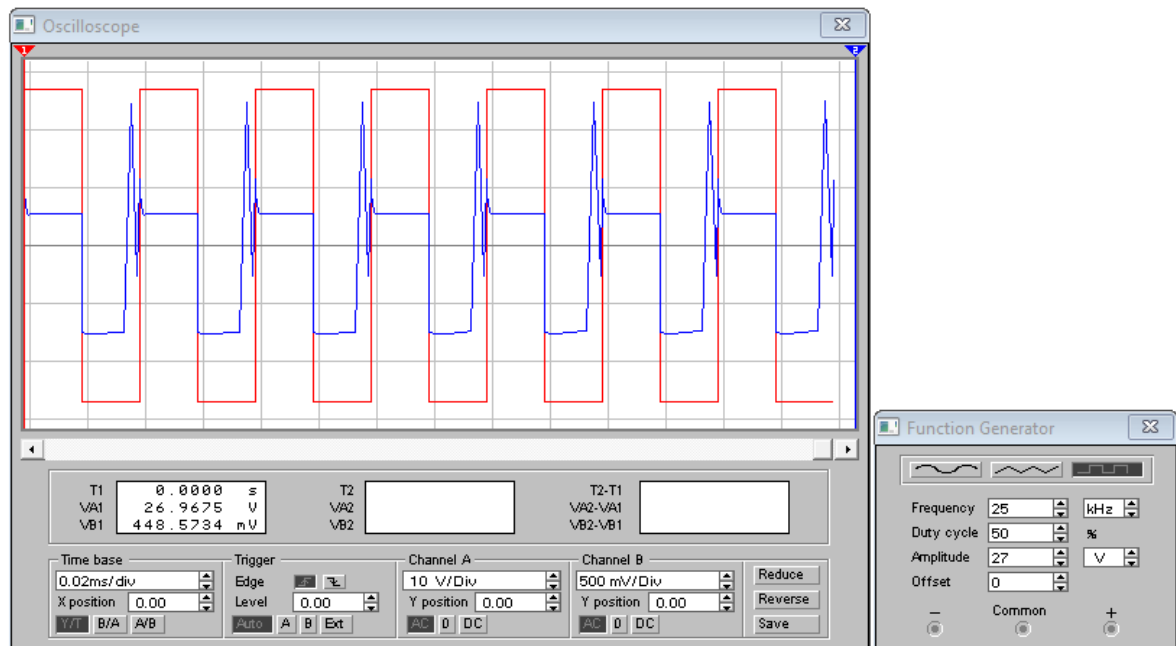 Oscilloscope
1
2
T1 0.0000 s
VA1 26.9675 V
VB1 448.5734 mV
T2
VA2
VB2
T2-T1
VA2-VA1
VB2-VB1
Time base
0.02ms/div
X position 0.00
Y/T B/A A/B
Trigger
Edge
Level 0.00
Auto A B Ext
Channel A
10 V/Div
Y position 0.00
AC 0 DC
Channel B
500 mV/Div
Y position 0.00
AC 0 DC
Reduce
Reverse
Save
Function Generator
Frequency 25 kHz
Duty cycle 50 %
Amplitude 27 V
Offset 0
− Common +